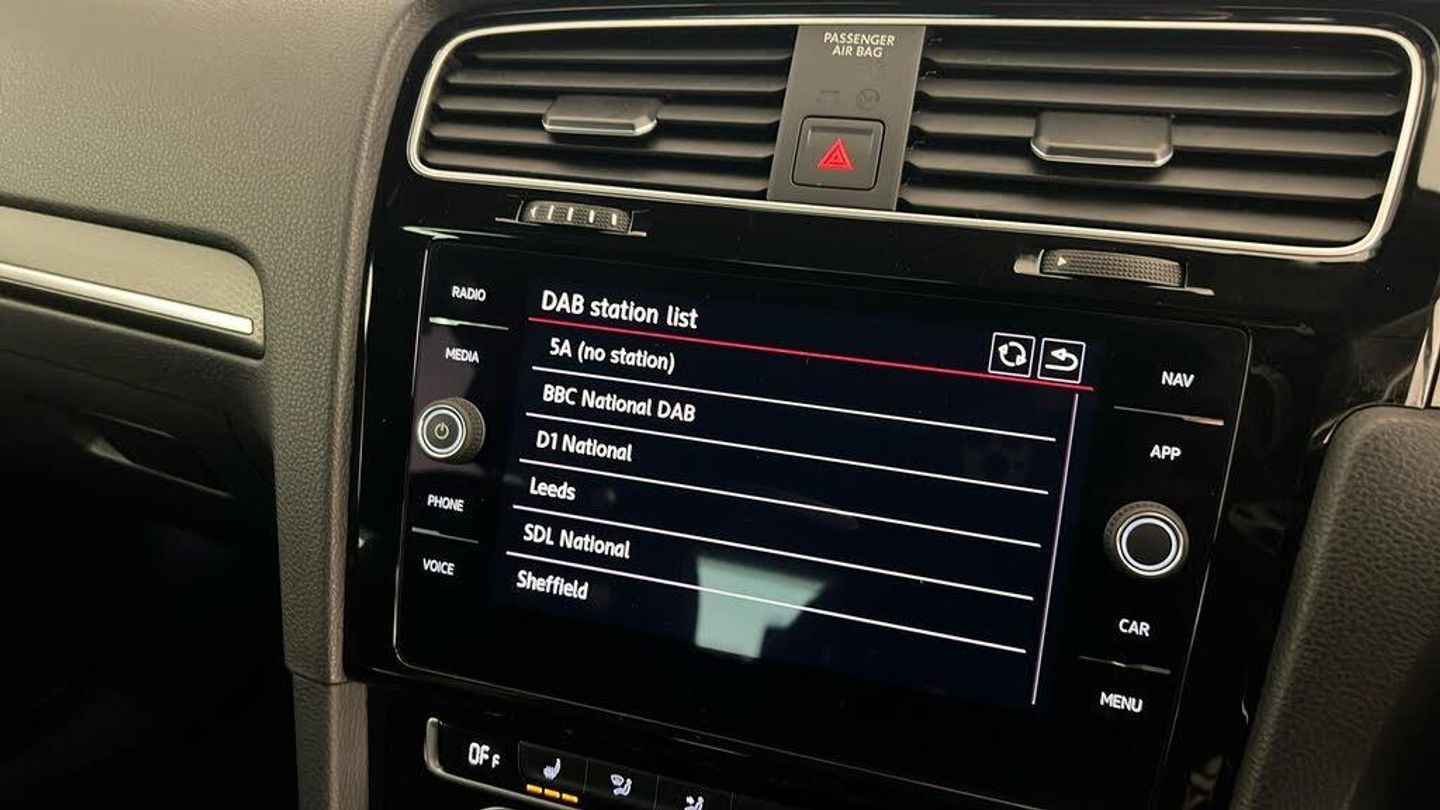 PASSENGER
AIR BAG
RADIO
MEDIA
PHONE
VOICE
DAB station list
5A (no station)
BBC National DAB
D1 National
Leeds
SDL National
Sheffield
NAV
APP
CAR
MENU
OFF